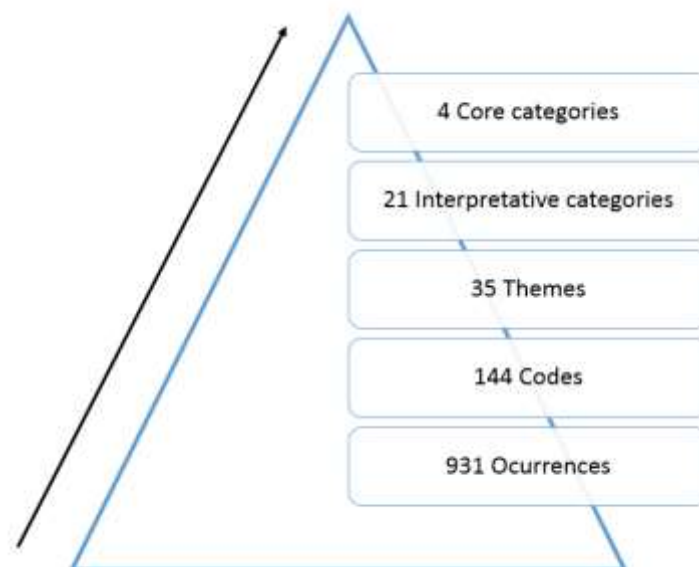 4 Core categories
21 Interpretative categories
35 Themes
144 Codes
931 Ocurrences